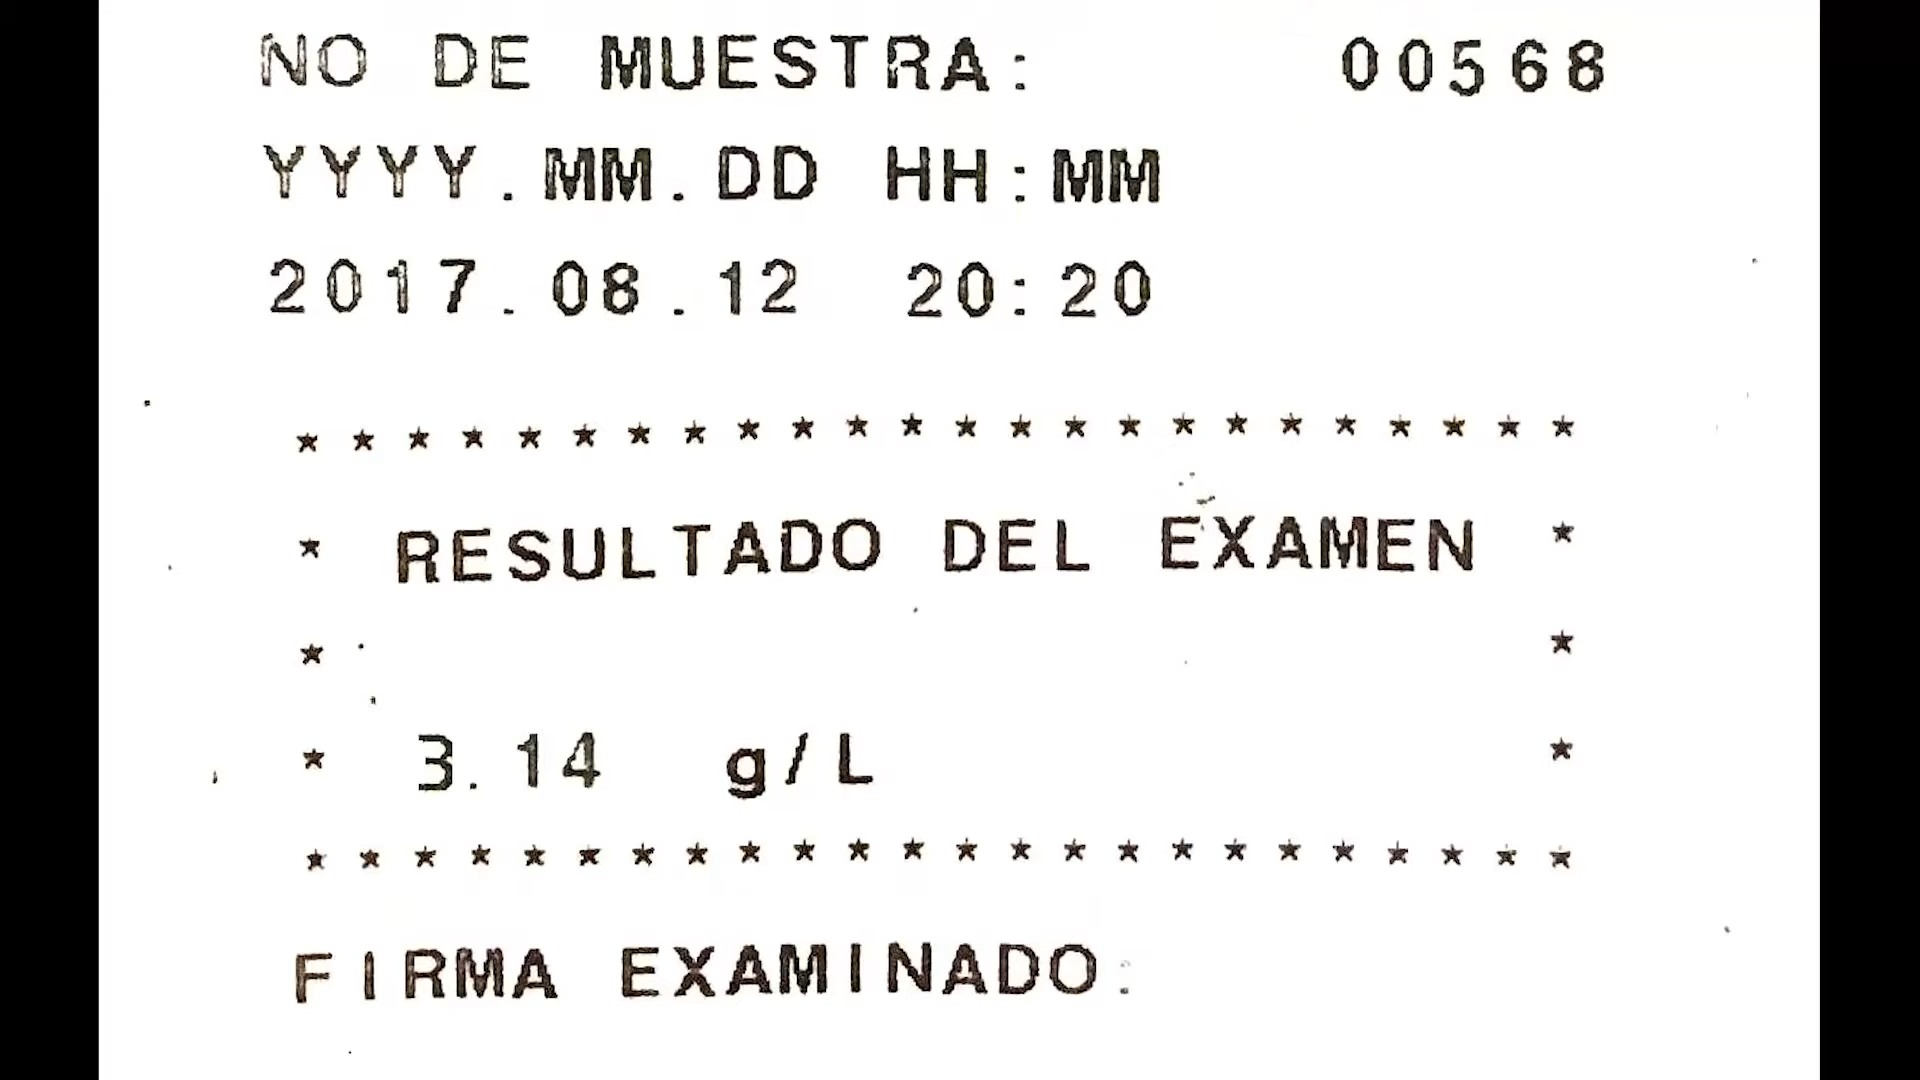 NO DE MUESTRA: 00568
YYYY.MM.DD HH:MM
2017.08.12 20:20
************************
* RESULTADO DEL EXAMEN *
* *
* 3.14 g/L *
************************
FIRMA EXAMINADO: